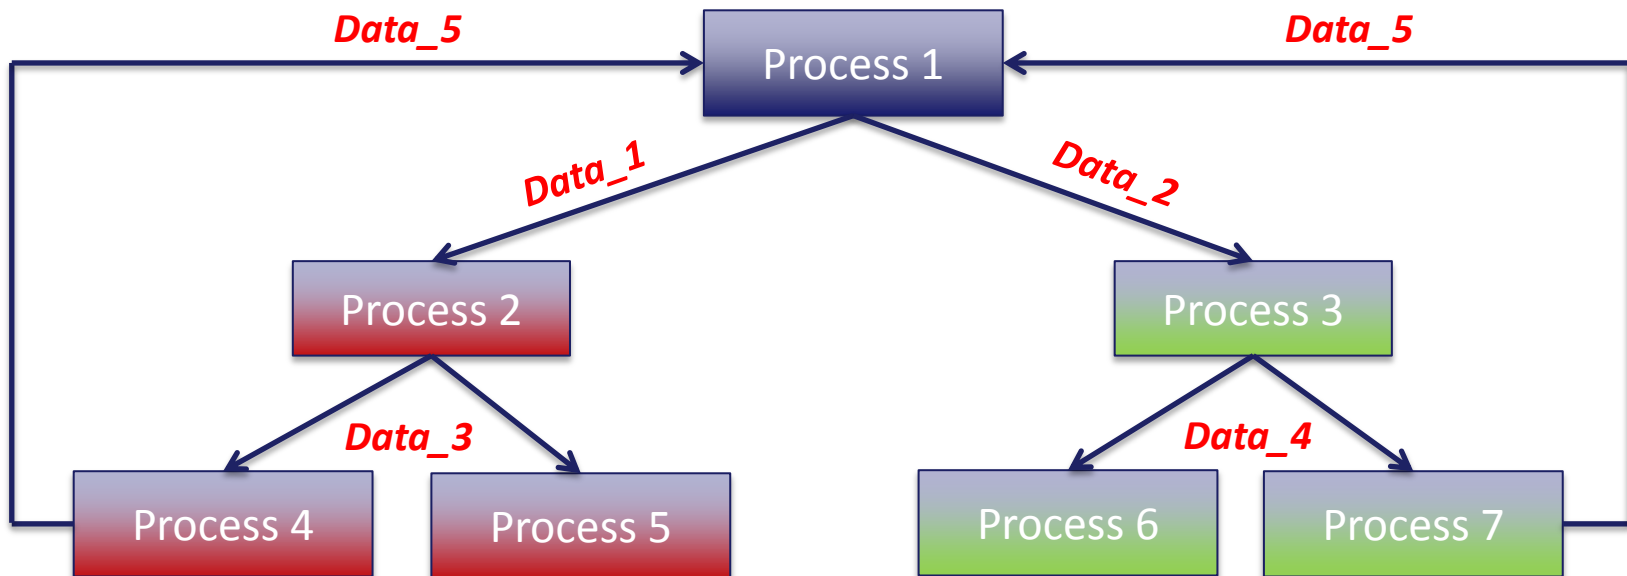 Data_5
Data_5
Process 1
Data_1
Data_2
Process 2
Process 3
Data_3
Data_4
Process 4
Process 5
Process 6
Process 7